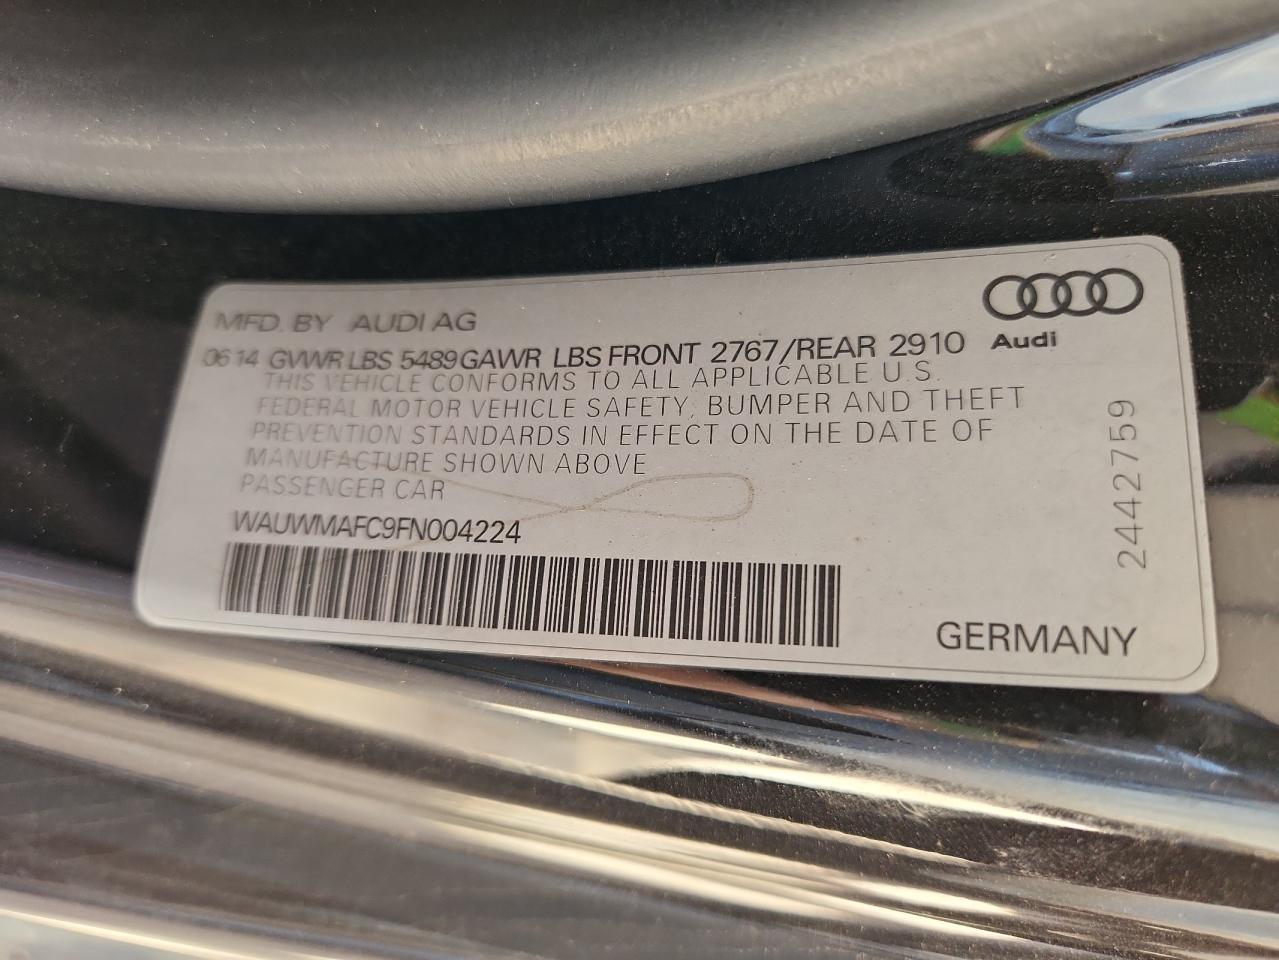 MFD. BY AUDI AG
Audi
06 14 GVWR LBS 5489 GAWR LBS FRONT 2767/REAR 2910
THIS VEHICLE CONFORMS TO ALL APPLICABLE U.S.
FEDERAL MOTOR VEHICLE SAFETY, BUMPER AND THEFT
PREVENTION STANDARDS IN EFFECT ON THE DATE OF
MANUFACTURE SHOWN ABOVE
PASSENGER CAR
WAUWMAFC9FN004224
2442759
GERMANY